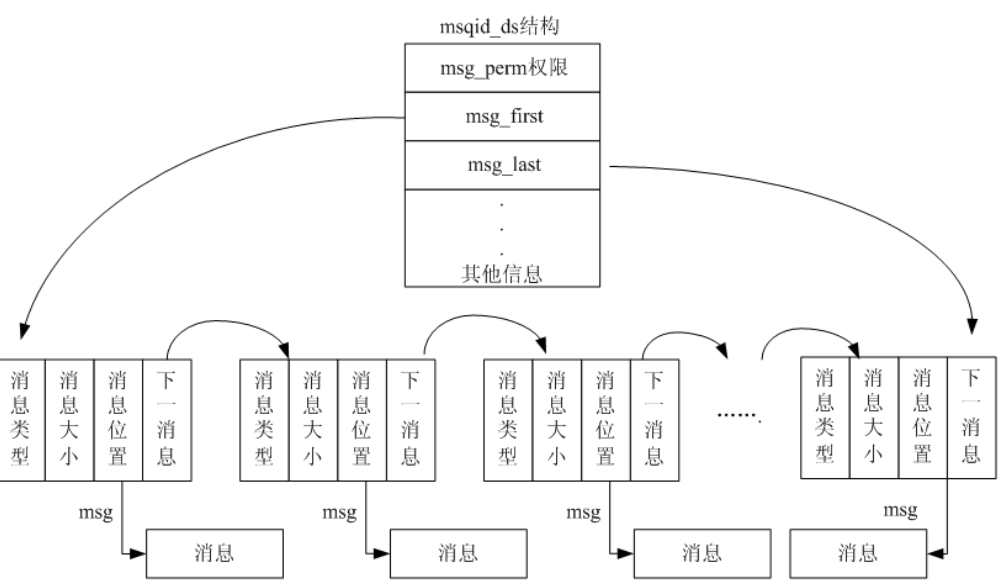 msqid_ds结构
msg_perm权限
msg_first
msg_last
.
.
.
其他信息
消息类型 消息大小 消息位置 下一消息
消息类型 消息大小 消息位置 下一消息
消息类型 消息大小 消息位置 下一消息
.......
消息类型 消息大小 消息位置 下一消息
msg
msg
msg
msg
消息
消息
消息
消息